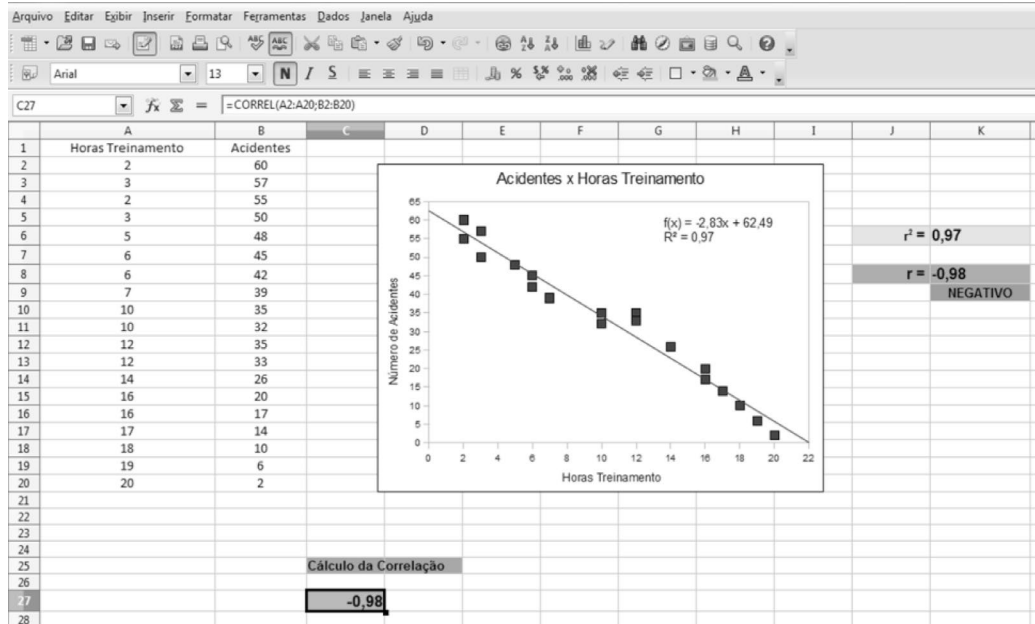 Arquivo Editar Exibir Inserir Formatar Ferramentas Dados Janela Ajuda
Arial 13 N I S
C27 =CORREL(A2:A20;B2:B20)
A B C D E F G H I J K
1 Horas Treinamento Acidentes
2 2 60
3 3 57
4 2 55
5 3 50
6 5 48
7 6 45
8 6 42
9 7 39
10 10 35
11 10 32
12 12 35
13 12 33
14 14 26
15 16 20
16 16 17
17 17 14
18 18 10
19 19 6
20 20 2
21
22
23
24
25 Cálculo da Correlação
26
27 -0,98
28
Acidentes x Horas Treinamento
f(x) = -2,83x + 62,49
R² = 0,97
Número de Acidentes
65
60
55
50
45
40
35
30
25
20
15
10
5
0
0 2 4 6 8 10 12 14 16 18 20 22
Horas Treinamento
r² = 0,97
r = -0,98
NEGATIVO